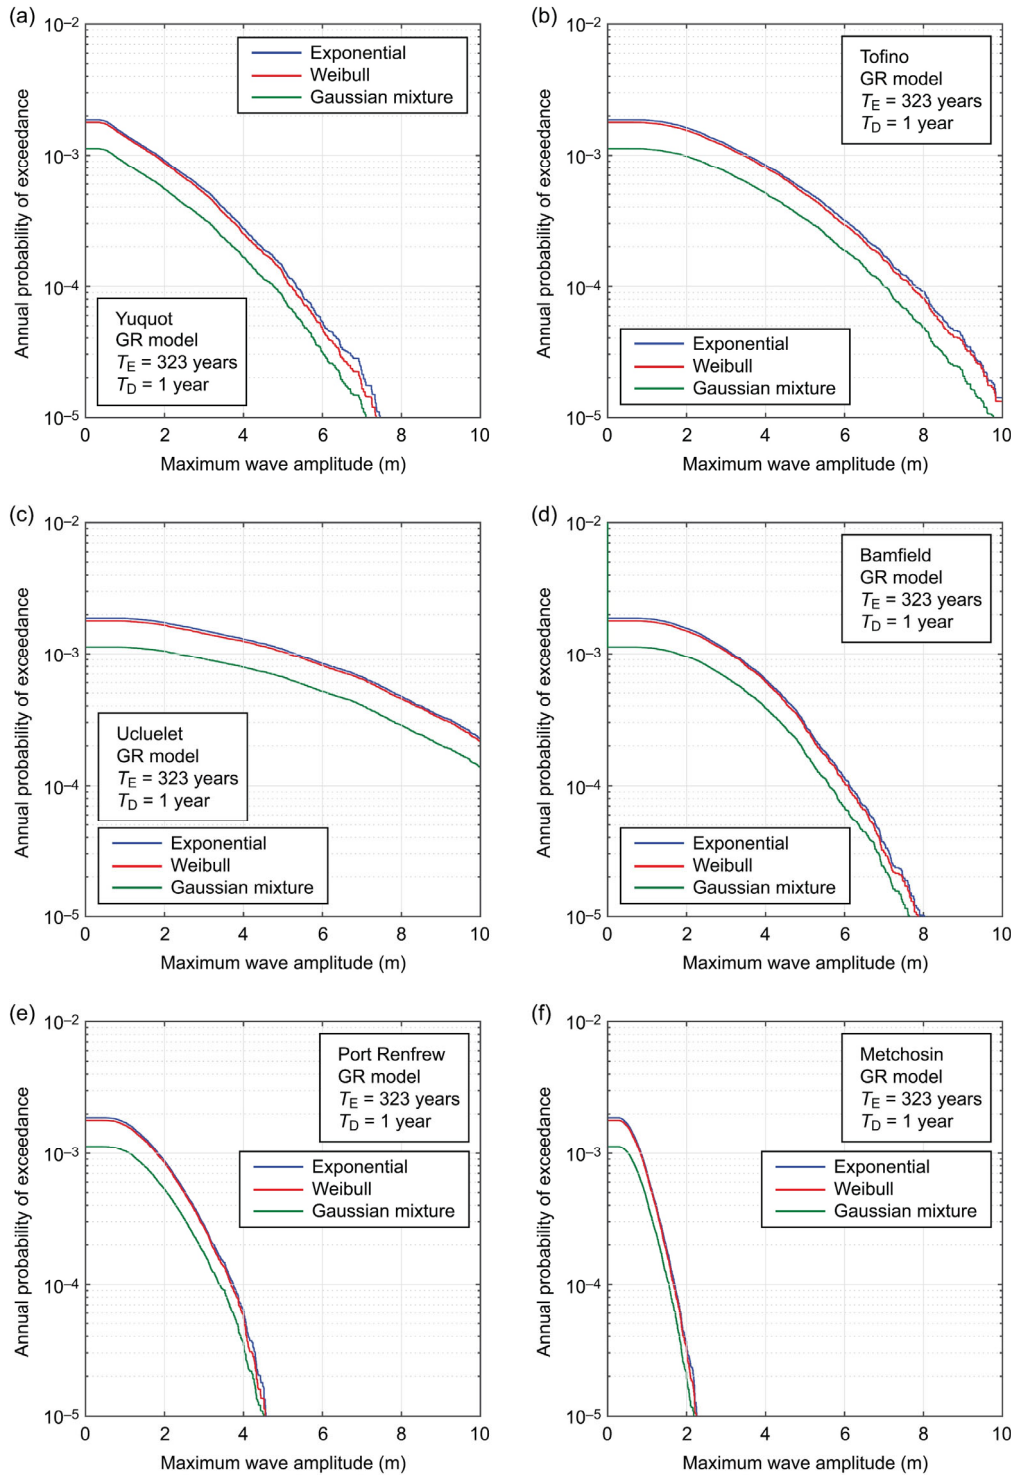 (a)
10⁻²
10⁻³
10⁻⁴
10⁻⁵
Annual probability of exceedance
Exponential
Weibull
Gaussian mixture
Yuquot
GR model
T_E = 323 years
T_D = 1 year
0 2 4 6 8 10
Maximum wave amplitude (m)
(b)
10⁻²
10⁻³
10⁻⁴
10⁻⁵
Annual probability of exceedance
Tofino
GR model
T_E = 323 years
T_D = 1 year
Exponential
Weibull
Gaussian mixture
0 2 4 6 8 10
Maximum wave amplitude (m)
(c)
10⁻²
10⁻³
10⁻⁴
10⁻⁵
Annual probability of exceedance
Ucluelet
GR model
T_E = 323 years
T_D = 1 year
Exponential
Weibull
Gaussian mixture
0 2 4 6 8 10
Maximum wave amplitude (m)
(d)
10⁻²
10⁻³
10⁻⁴
10⁻⁵
Annual probability of exceedance
Bamfield
GR model
T_E = 323 years
T_D = 1 year
Exponential
Weibull
Gaussian mixture
0 2 4 6 8 10
Maximum wave amplitude (m)
(e)
10⁻²
10⁻³
10⁻⁴
10⁻⁵
Annual probability of exceedance
Port Renfrew
GR model
T_E = 323 years
T_D = 1 year
Exponential
Weibull
Gaussian mixture
0 2 4 6 8 10
Maximum wave amplitude (m)
(f)
10⁻²
10⁻³
10⁻⁴
10⁻⁵
Annual probability of exceedance
Metchosin
GR model
T_E = 323 years
T_D = 1 year
Exponential
Weibull
Gaussian mixture
0 2 4 6 8 10
Maximum wave amplitude (m)